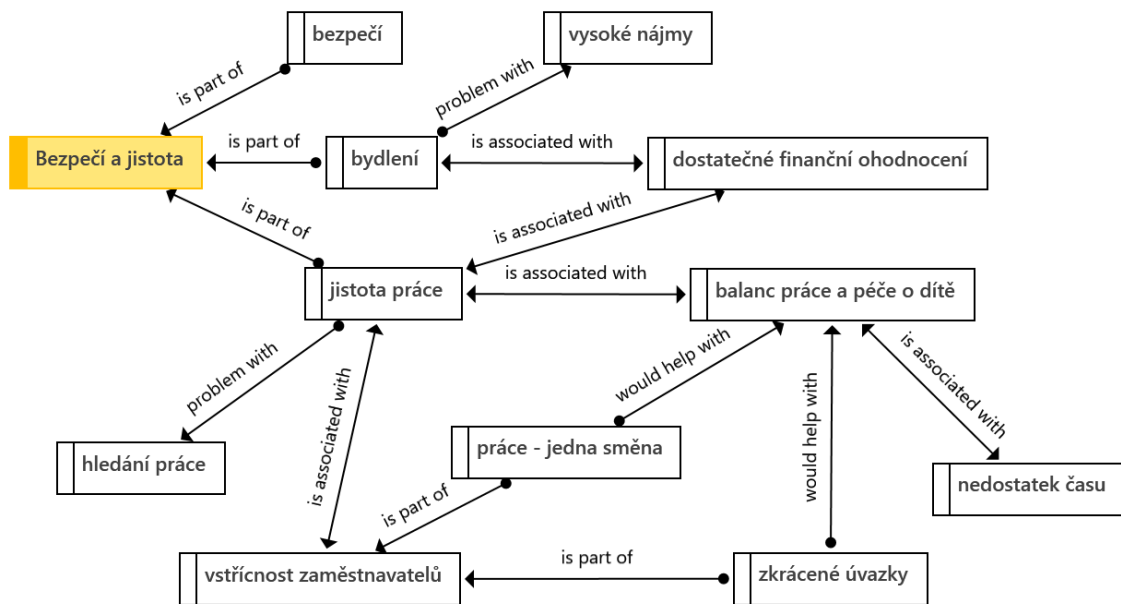 bezpečí
vysoké nájmy
is part of
problem with
Bezpečí a jistota
is part of
bydlení
is associated with
dostatečné finanční ohodnocení
is part of
is associated with
jistota práce
is associated with
balanc práce a péče o dítě
problem with
is associated with
would help with
would help with
is associated with
hledání práce
práce - jedna směna
nedostatek času
is part of
vstřícnost zaměstnavatelů
is part of
zkrácené úvazky